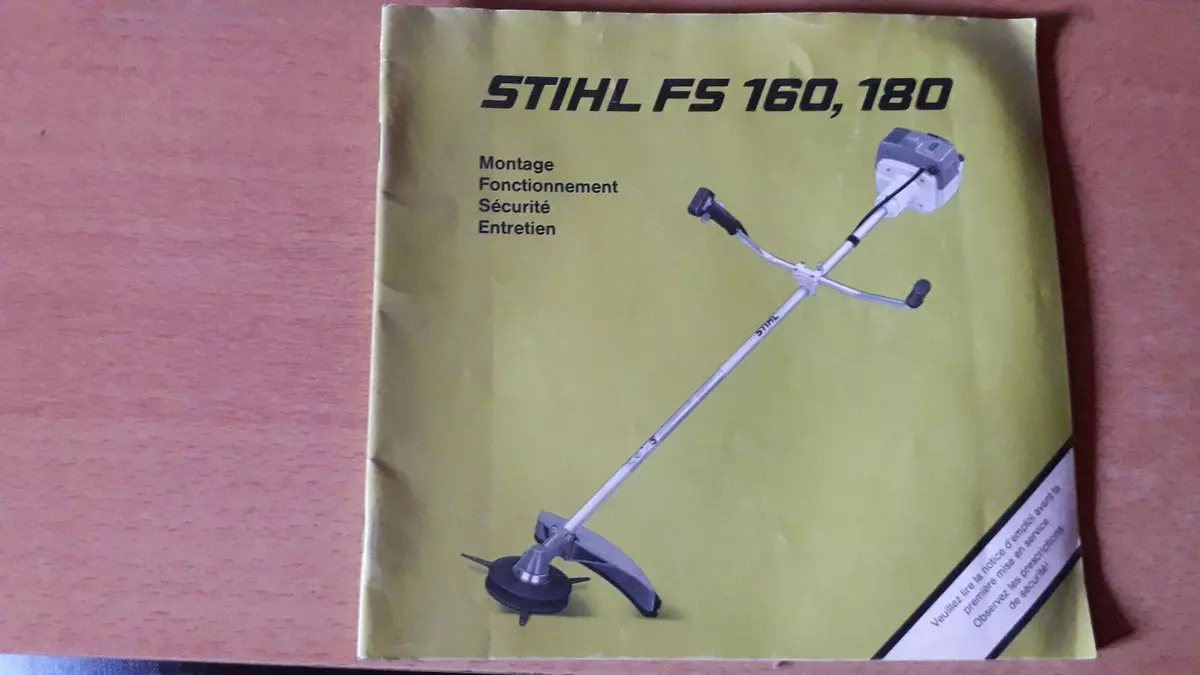 STIHL FS 160, 180
Montage
Fonctionnement
Sécurité
Entretien
STIHL
Veuillez lire la notice d'emploi avant la
première mise en service
Observez les prescriptions
de sécurité!